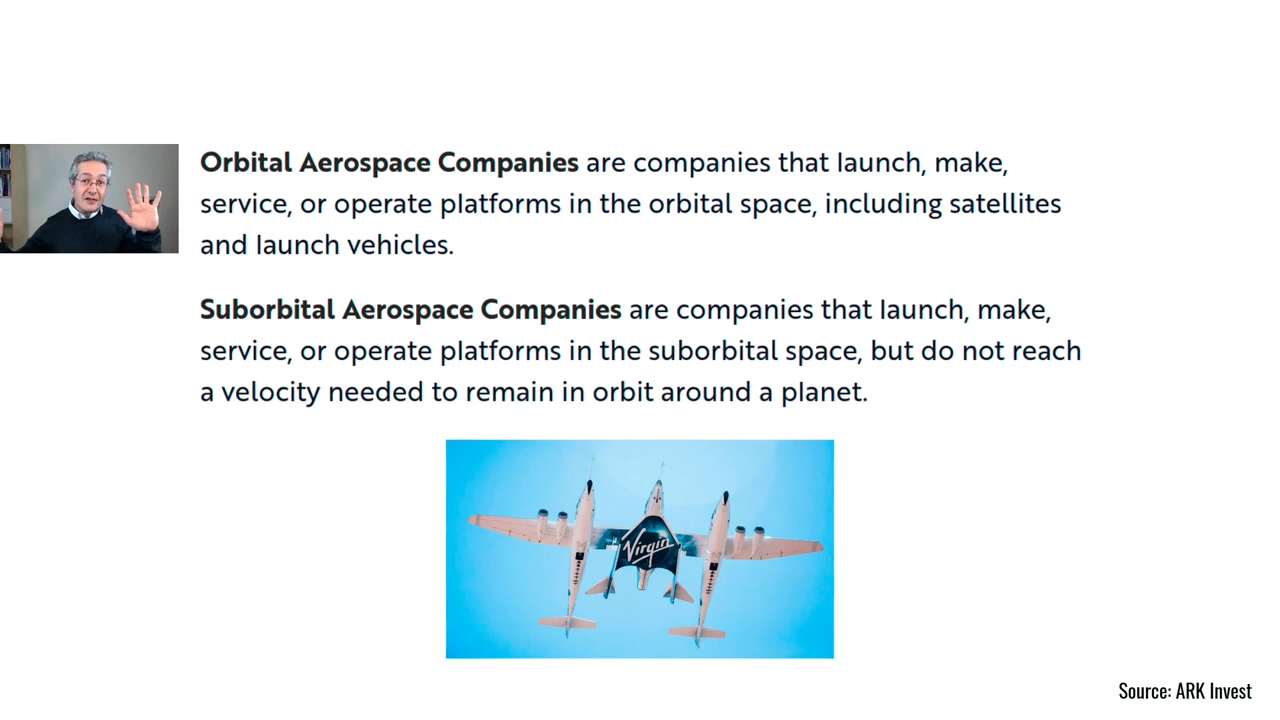 Orbital Aerospace Companies are companies that launch, make,
service, or operate platforms in the orbital space, including satellites
and launch vehicles.
Suborbital Aerospace Companies are companies that launch, make,
service, or operate platforms in the suborbital space, but do not reach
a velocity needed to remain in orbit around a planet.
Virgin
Source: ARK Invest